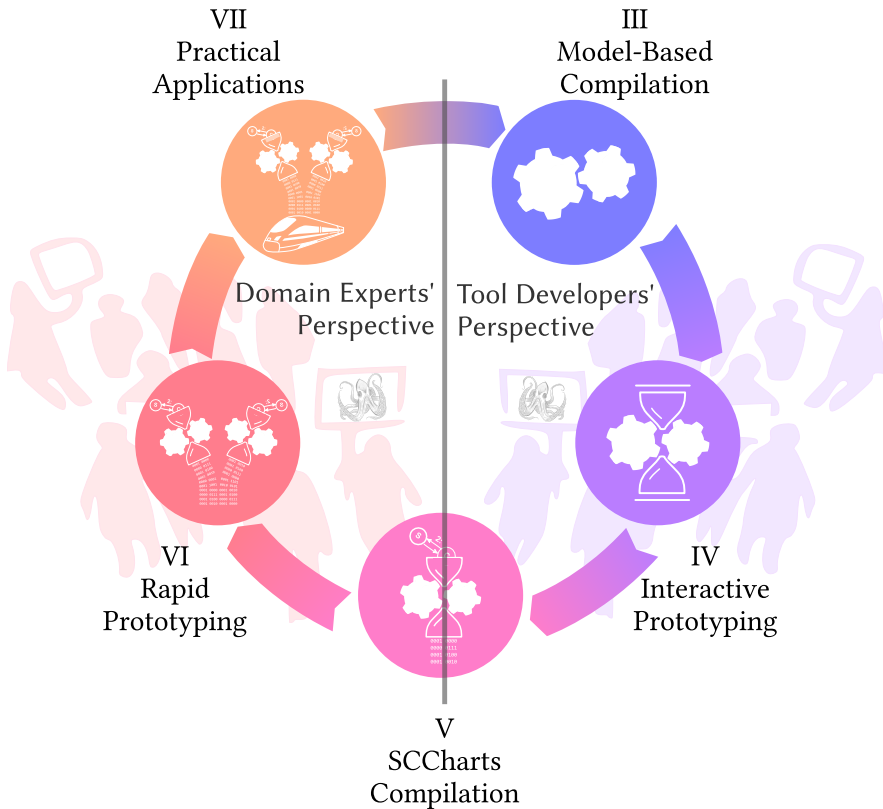 VII
Practical
Applications
III
Model-Based
Compilation
Domain Experts'
Perspective
Tool Developers'
Perspective
VI
Rapid
Prototyping
IV
Interactive
Prototyping
V
SCCharts
Compilation